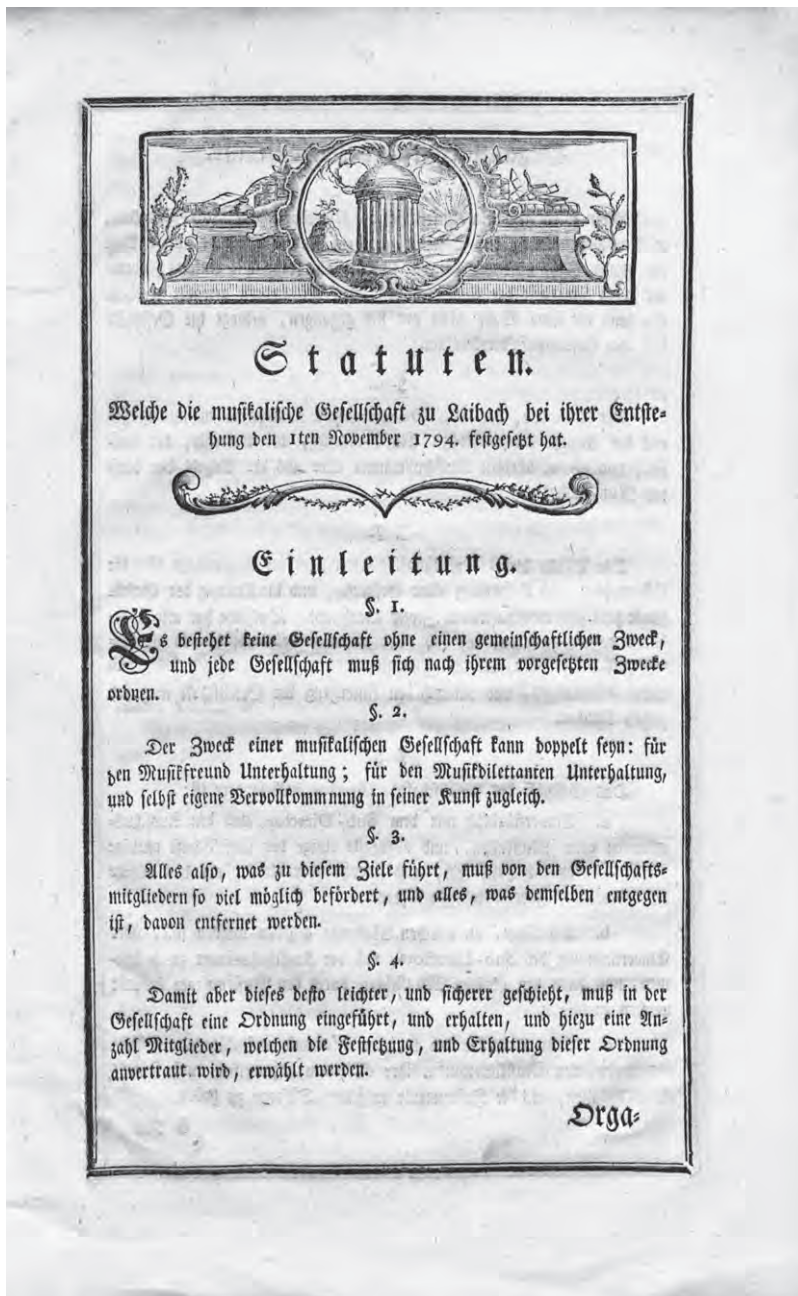 Statuten.
Welche die musikalische Gesellschaft zu Laibach bei ihrer Entste-
hung den 1ten November 1794. festgesetzt hat.
Einleitung.
§. 1.
Es bestehet keine Gesellschaft ohne einen gemeinschaftlichen Zweck,
und jede Gesellschaft muß sich nach ihrem vorgesetzten Zwecke
ordnen.
§. 2.
Der Zweck einer musikalischen Gesellschaft kann doppelt seyn: für
den Musikfreund Unterhaltung; für den Musikdilettanten Unterhaltung,
und selbst eigene Vervollkommnung in seiner Kunst zugleich.
§. 3.
Alles also, was zu diesem Ziele führt, muß von den Gesellschafts-
mitgliedern so viel möglich befördert, und alles, was demselben entgegen
ist, davon entfernet werden.
§. 4.
Damit aber dieses desto leichter, und sicherer geschieht, muß in der
Gesellschaft eine Ordnung eingeführt, und erhalten, und hiezu eine An-
zahl Mitglieder, welchen die Festsetzung, und Erhaltung dieser Ordnung
anvertraut wird, erwählt werden.
Orga-